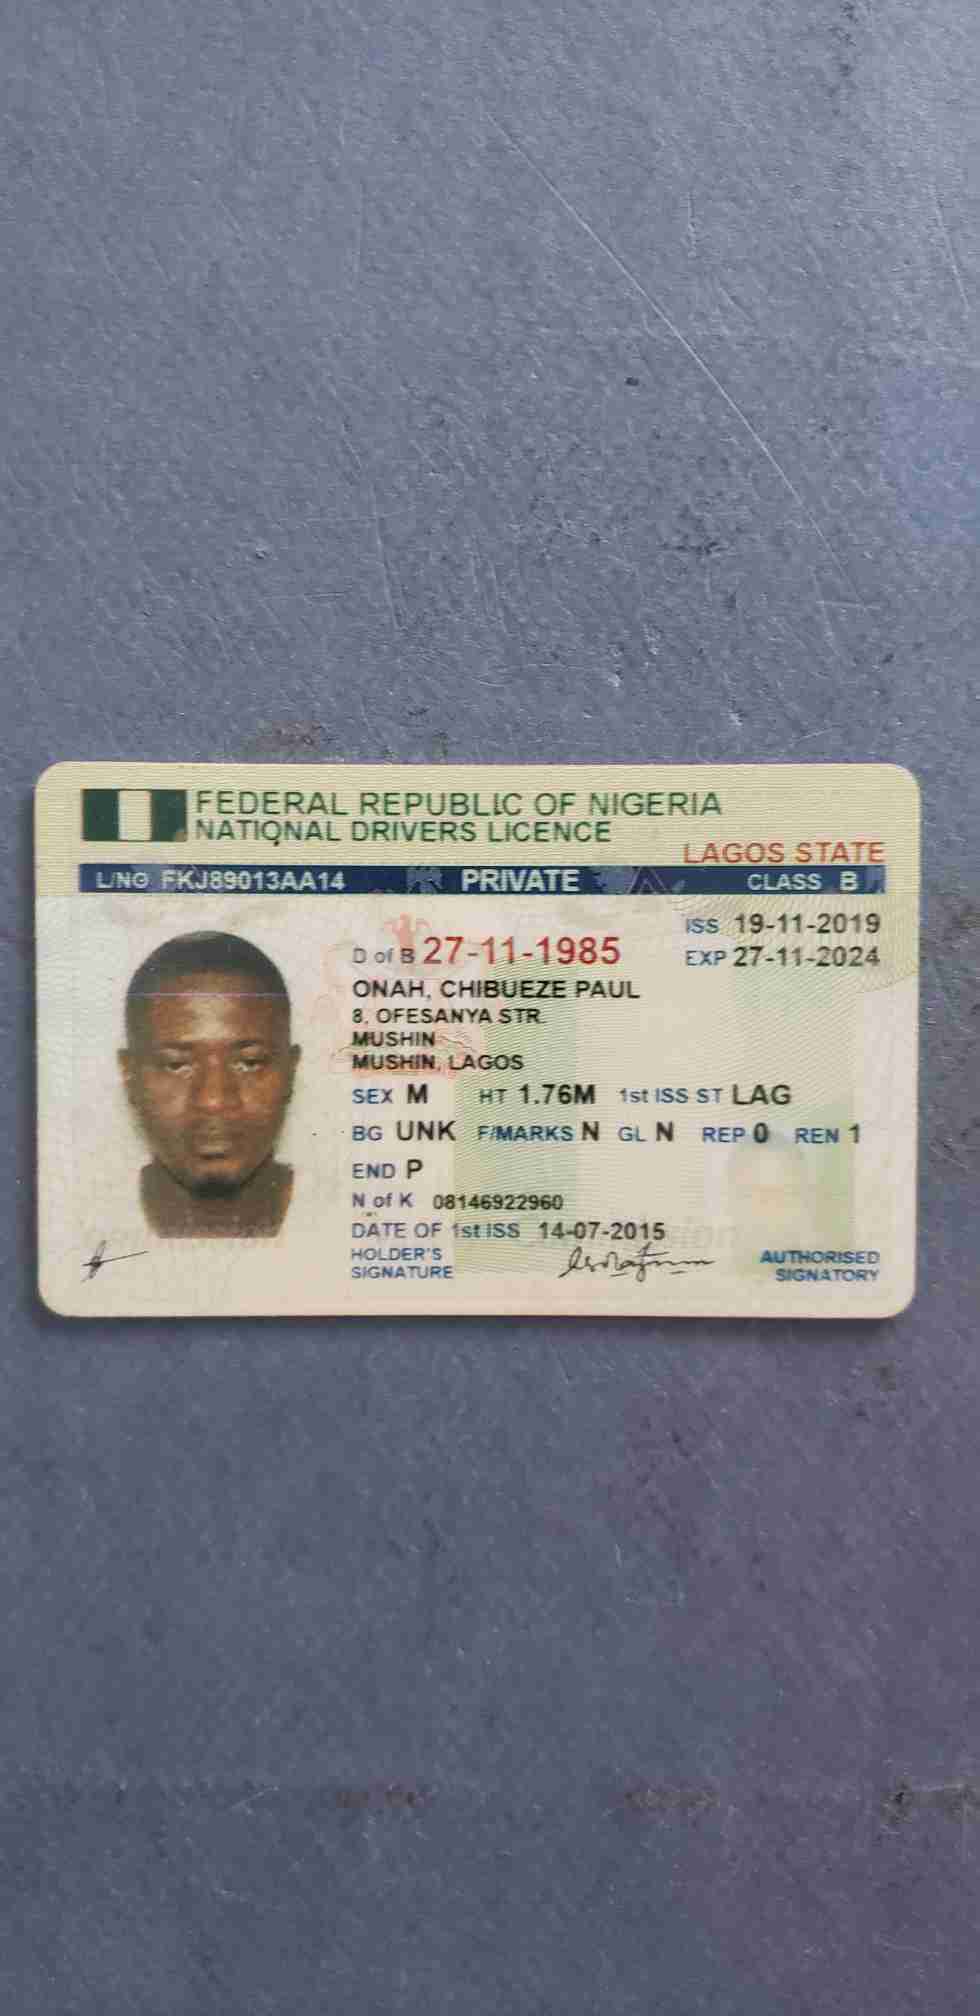 FEDERAL REPUBLIC OF NIGERIA
NATIONAL DRIVERS LICENCE
LAGOS STATE
L/NO FKJ89013AA14 PRIVATE CLASS B
ISS 19-11-2019
D of B 27-11-1985 EXP 27-11-2024
ONAH, CHIBUEZE PAUL
8, OFESANYA STR.
MUSHIN
MUSHIN, LAGOS
SEX M HT 1.76M 1st ISS ST LAG
BG UNK F/MARKS N GL N REP 0 REN 1
END P
N of K 08146922960
DATE OF 1st ISS 14-07-2015
HOLDER'S SIGNATURE
AUTHORISED SIGNATORY